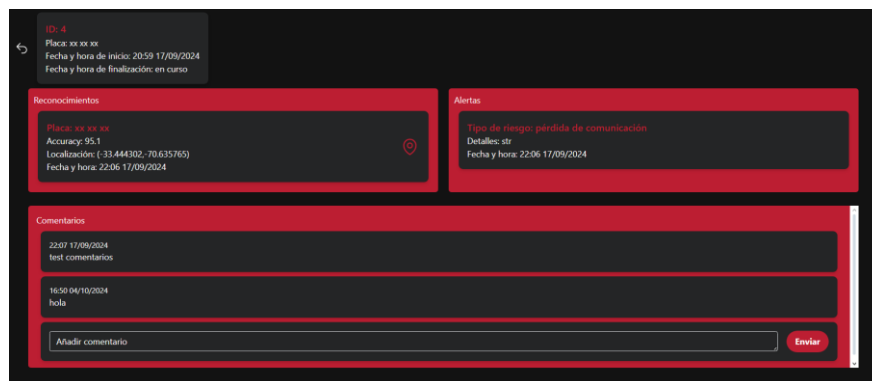 ID: 4
Placa: xx xx xx
Fecha y hora de inicio: 20:59 17/09/2024
Fecha y hora de finalización: en curso
Reconocimientos
Placa: xx xx xx
Accuracy: 95.1
Localización: (-33.444302,-70.635765)
Fecha y hora: 22:06 17/09/2024
Alertas
Tipo de riesgo: pérdida de comunicación
Detalles: str
Fecha y hora: 22:06 17/09/2024
Comentarios
22:07 17/09/2024
test comentarios
16:50 04/10/2024
hola
Añadir comentario
Enviar